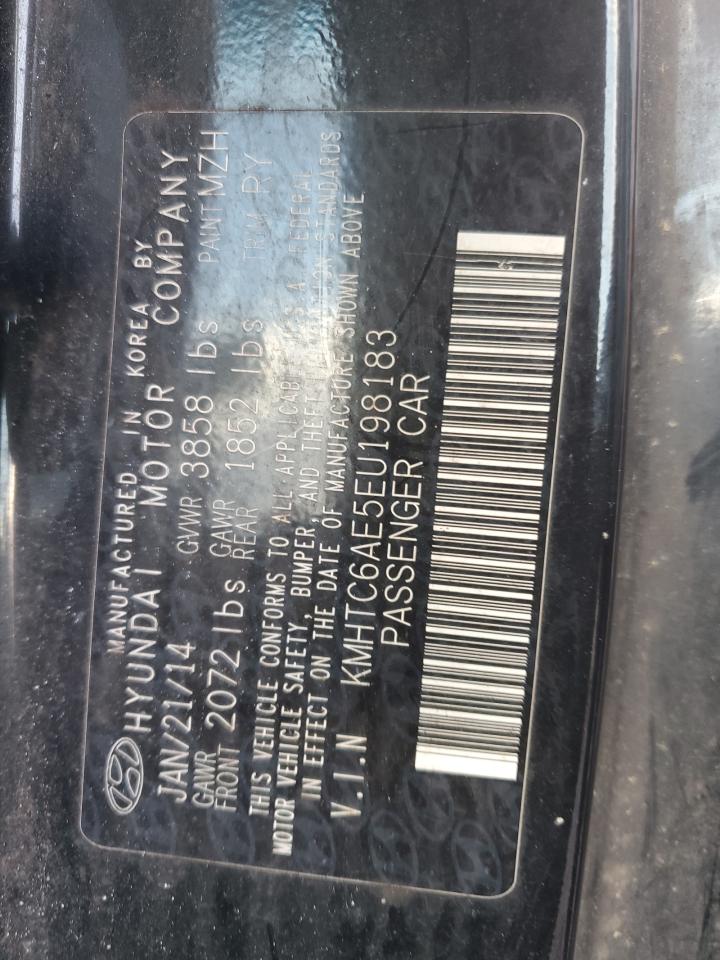 MANUFACTURED IN KOREA BY
HYUNDAI MOTOR COMPANY
JAN/21/14 GVWR 3858 lbs PAINT MZH
GAWR FRONT 2072 lbs GAWR REAR 1852 lbs TRIM RY
THIS VEHICLE CONFORMS TO ALL APPLICABLE U.S.A. FEDERAL
MOTOR VEHICLE SAFETY, BUMPER, AND THEFT PREVENTION STANDARDS
IN EFFECT ON THE DATE OF MANUFACTURE SHOWN ABOVE
V.I.N KMHTC6AE5EU198183
PASSENGER CAR